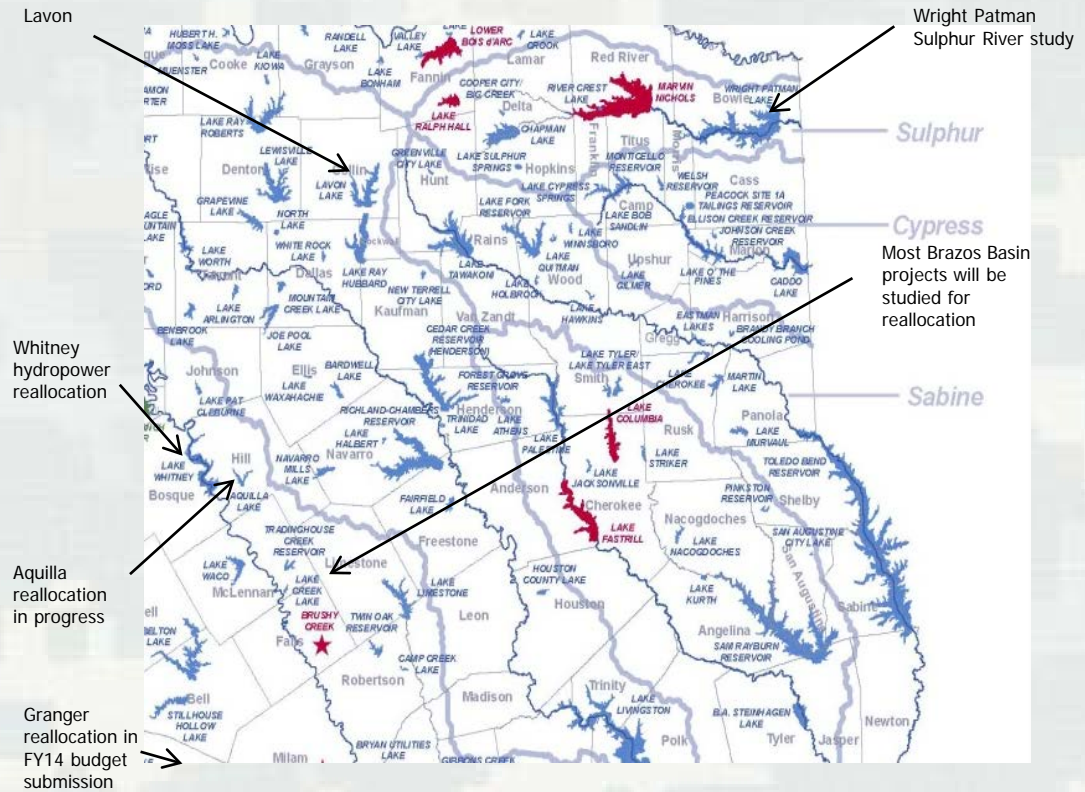 Lavon
Wright Patman
Sulphur River study
Most Brazos Basin
projects will be
studied for
reallocation
Whitney
hydropower
reallocation
Aquilla
reallocation
in progress
Granger
reallocation in
FY14 budget
submission
Sulphur
Cypress
Sabine
HUBERT H.
MOSS LAKE
RANDELL
LAKE
VALLEY
LAKE
LOWER
BOIS d'ARC
LAKE
CROOK
Red River
Cooke
LAKE
KIOWA
Grayson
LAKE
BONHAM
Fannin
Lamar
MUENSTER
COOPER CITY/
BIG CREEK
RIVER CREST
LAKE
MARVIN
NICHOLS
Bowie
WRIGHT PATMAN
LAKE
LAKE
RALPH HALL
Delta
CHAPMAN
LAKE
Franklin
Titus
Morris
LAKE RAY
ROBERTS
LEWISVILLE
LAKE
Denton
Collin
LAVON
LAKE
GREENVILLE
CITY LAKE
Hunt
LAKE SULPHUR
SPRINGS
Hopkins
MONTICELLO
RESERVOIR
WELSH
RESERVOIR
Cass
LAKE CYPRESS
SPRINGS
Camp
PEACOCK SITE 1A
TAILINGS RESERVOIR
ELLISON CREEK RESERVOIR
JOHNSON CREEK
RESERVOIR
Marion
GRAPEVINE
LAKE
NORTH
LAKE
LAKE FORK
RESERVOIR
LAKE BOB
SANDLIN
Rockwall
Rains
LAKE
WINNSBORO
LAKE
QUITMAN
Wood
Upshur
LAKE
GILMER
LAKE O' THE
PINES
CADDO
LAKE
LAKE
WORTH
WHITE ROCK
LAKE
Dallas
LAKE RAY
HUBBARD
LAKE
TAWAKONI
LAKE
HOLBROOK
NEW TERRELL
CITY LAKE
Kaufman
LAKE
ARLINGTON
MOUNTAIN
CREEK LAKE
BENBROOK
LAKE
JOE POOL
LAKE
Van Zandt
LAKE
HAWKINS
EASTMAN
LAKES
Harrison
BRANDY BRANCH
COOLING POND
Gregg
CEDAR CREEK
RESERVOIR
(HENDERSON)
LAKE TYLER/
LAKE TYLER EAST
Smith
LAKE
CHEROKEE
MARTIN
LAKE
Johnson
Ellis
BARDWELL
LAKE
LAKE
WAXAHACHIE
FOREST GROVE
RESERVOIR
Henderson
TRINIDAD
LAKE
LAKE
ATHENS
LAKE PAT
CLEBURNE
RICHLAND-CHAMBERS
RESERVOIR
LAKE
HALBERT
Navarro
NAVARRO
MILLS
LAKE
LAKE
PALESTINE
LAKE
COLUMBIA
Rusk
Panola
LAKE
MURVAUL
LAKE
STRIKER
TOLEDO BEND
RESERVOIR
Hill
LAKE
WHITNEY
Bosque
AQUILLA
LAKE
LAKE
JACKSONVILLE
Anderson
Cherokee
LAKE
FASTRILL
PINKSTON
RESERVOIR
Shelby
FAIRFIELD
LAKE
Freestone
Nacogdoches
LAKE
NACOGDOCHES
SAN AUGUSTINE
CITY LAKE
San Augustine
TRADINGHOUSE
CREEK
RESERVOIR
Limestone
LAKE
WACO
McLennan
LAKE
CREEK
LAKE
LAKE
LIMESTONE
Leon
HOUSTON
COUNTY LAKE
Houston
LAKE
KURTH
Sabine
BRUSHY
CREEK
Falls
TWIN OAK
RESERVOIR
Angelina
SAM RAYBURN
RESERVOIR
BELTON
LAKE
CAMP CREEK
LAKE
Robertson
Madison
Trinity
LAKE
LIVINGSTON
Bell
STILLHOUSE
HOLLOW
LAKE
B.A. STEINHAGEN
LAKE
Newton
Milam
BRYAN UTILITIES
LAKE
GIBBONS CREEK
Polk
Tyler
Jasper